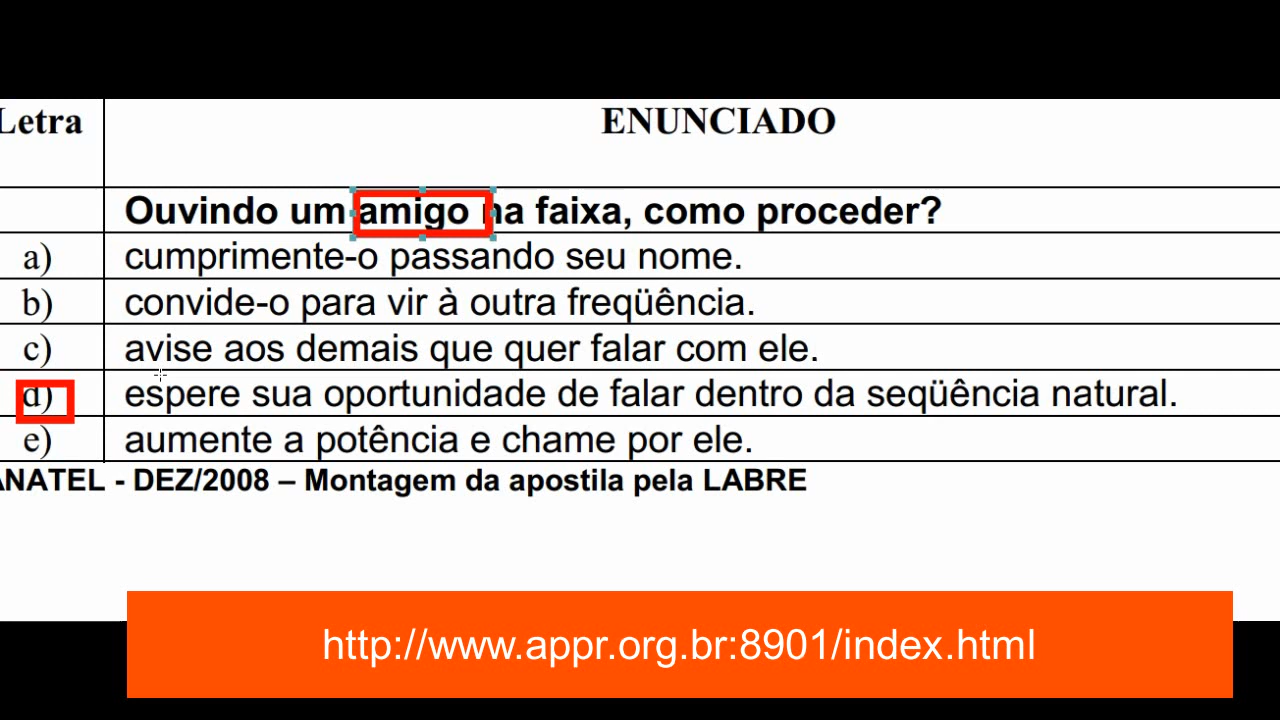 Letra ENUNCIADO
Ouvindo um amigo na faixa, como proceder?
a) cumprimente-o passando seu nome.
b) convide-o para vir à outra freqüência.
c) avise aos demais que quer falar com ele.
d) espere sua oportunidade de falar dentro da seqüência natural.
e) aumente a potência e chame por ele.
ANATEL - DEZ/2008 – Montagem da apostila pela LABRE
http://www.appr.org.br:8901/index.html